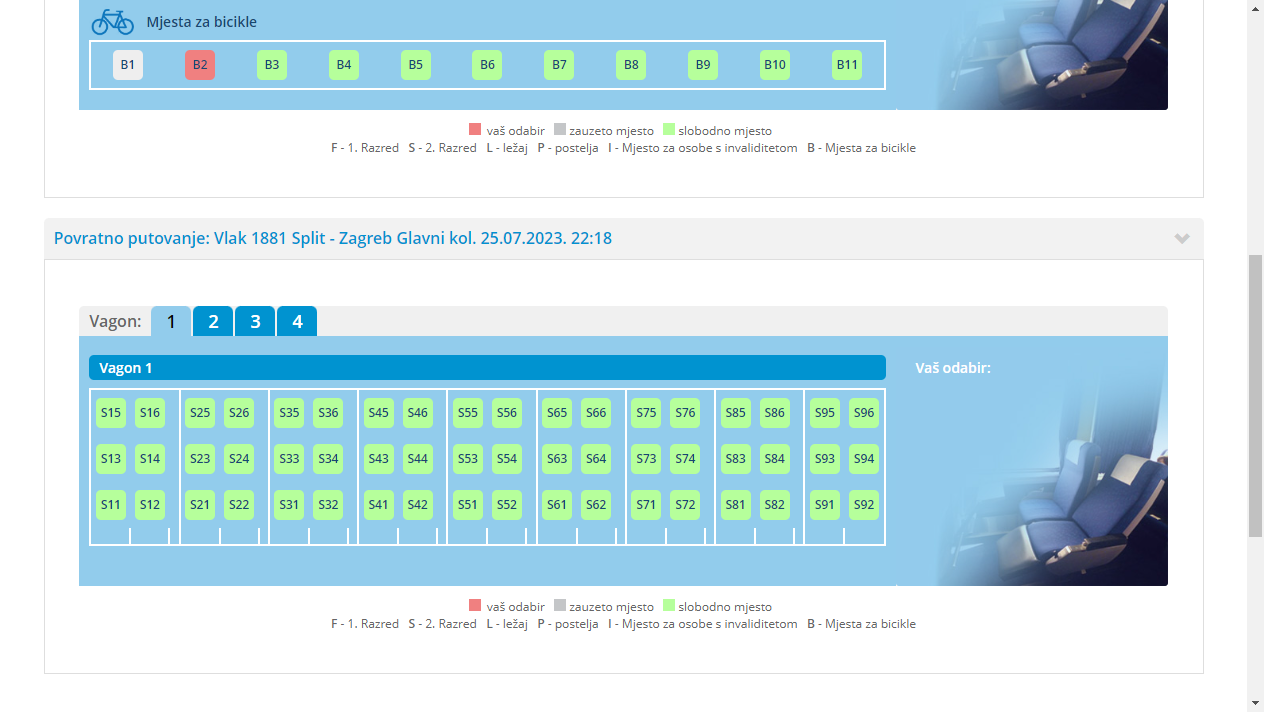 Mjesta za bicikle
B1 B2 B3 B4 B5 B6 B7 B8 B9 B10 B11
vaš odabir zauzeto mjesto slobodno mjesto
F - 1. Razred S - 2. Razred L - ležaj P - postelja I - Mjesto za osobe s invaliditetom B - Mjesta za bicikle
Povratno putovanje: Vlak 1881 Split - Zagreb Glavni kol. 25.07.2023. 22:18
Vagon: 1 2 3 4
Vagon 1 Vaš odabir:
S15 S16 S25 S26 S35 S36 S45 S46 S55 S56 S65 S66 S75 S76 S85 S86 S95 S96
S13 S14 S23 S24 S33 S34 S43 S44 S53 S54 S63 S64 S73 S74 S83 S84 S93 S94
S11 S12 S21 S22 S31 S32 S41 S42 S51 S52 S61 S62 S71 S72 S81 S82 S91 S92
vaš odabir zauzeto mjesto slobodno mjesto
F - 1. Razred S - 2. Razred L - ležaj P - postelja I - Mjesto za osobe s invaliditetom B - Mjesta za bicikle